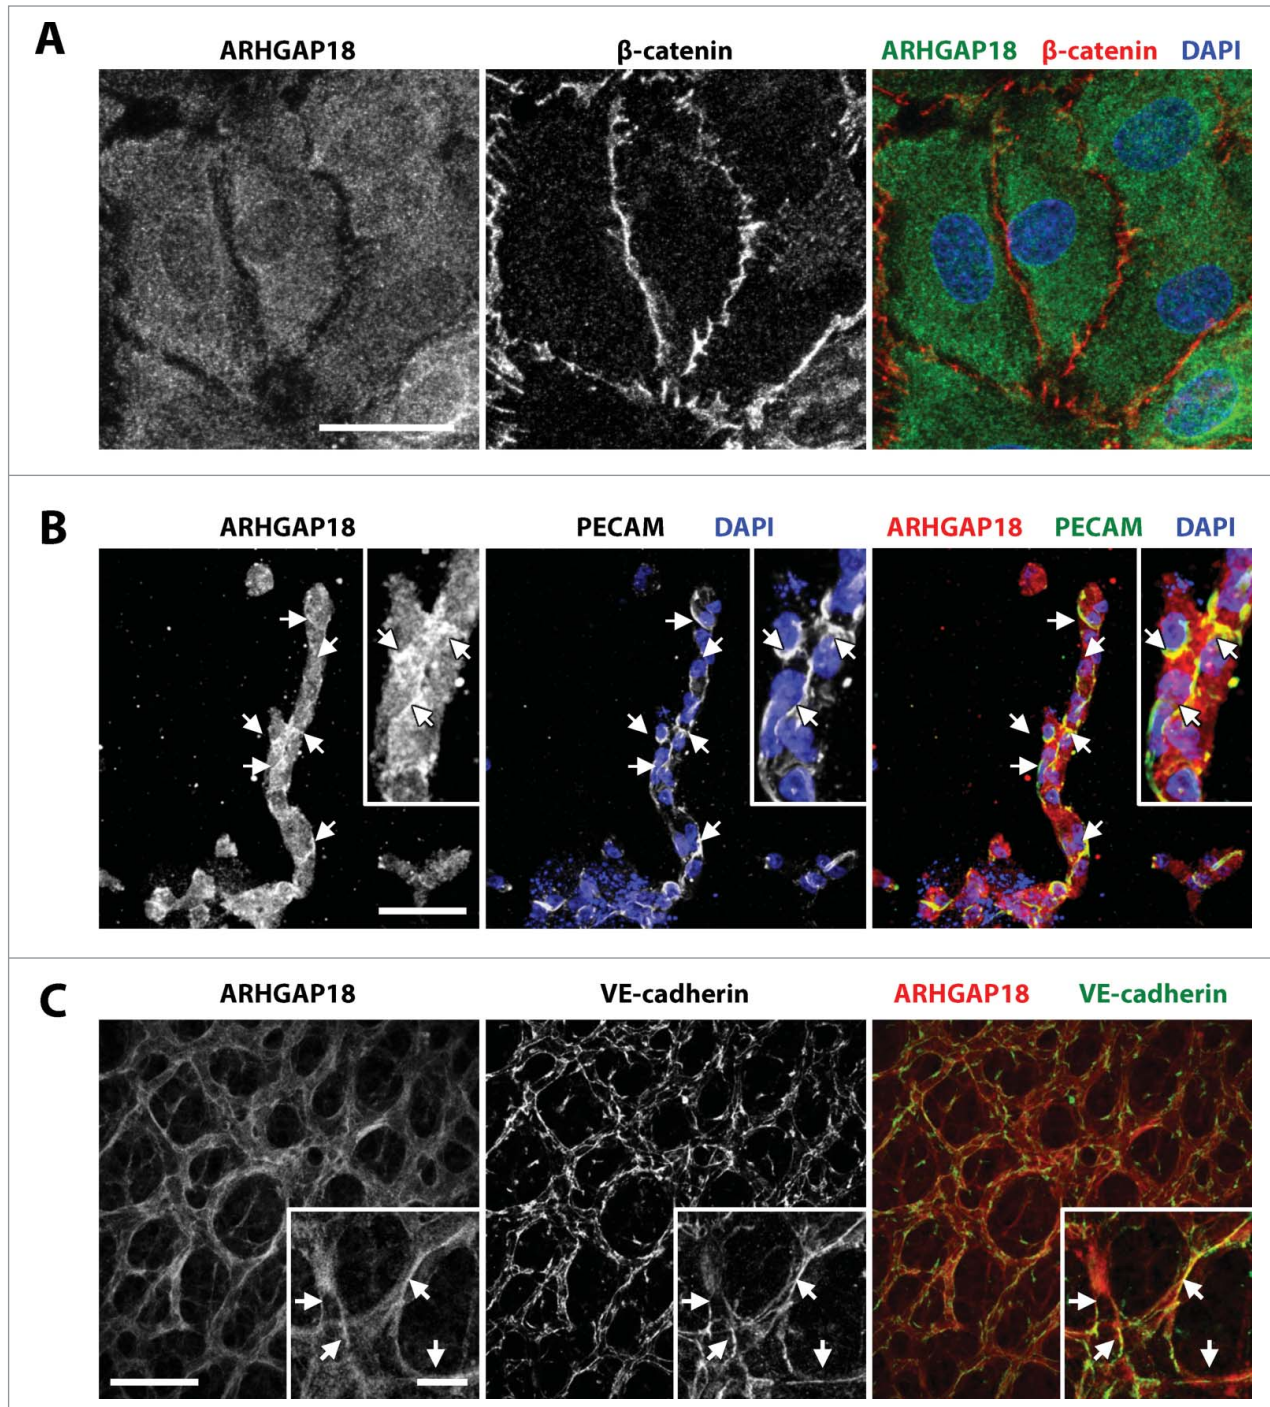 A
ARHGAP18 β-catenin ARHGAP18 β-catenin DAPI
B
ARHGAP18 PECAM DAPI ARHGAP18 PECAM DAPI
C
ARHGAP18 VE-cadherin ARHGAP18 VE-cadherin